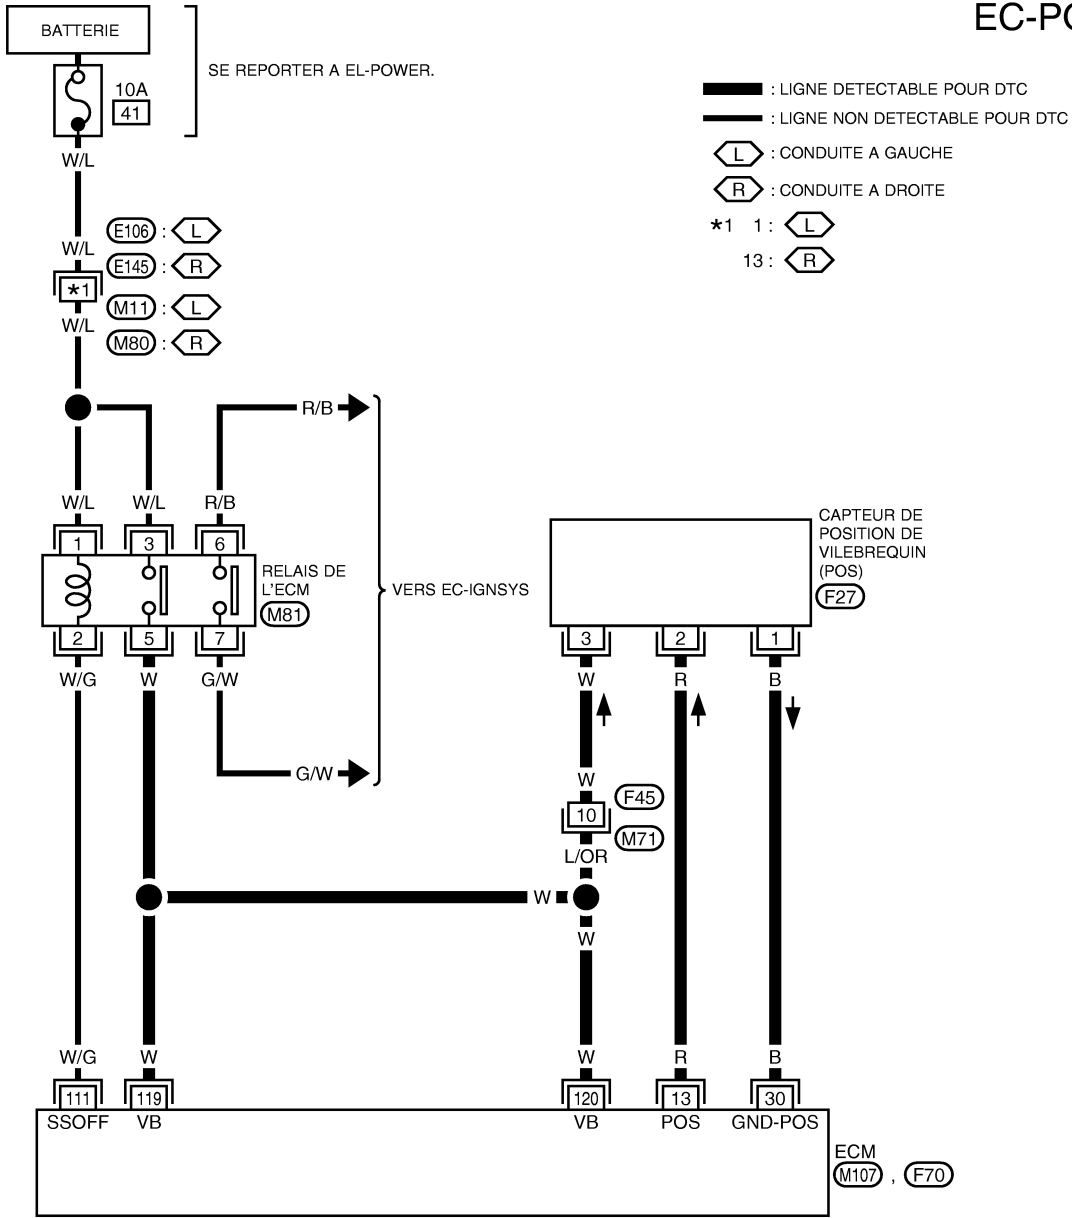 EC-PO
BATTERIE
SE REPORTER A EL-POWER.
10A
41
: LIGNE DETECTABLE POUR DTC
: LIGNE NON DETECTABLE POUR DTC
L : CONDUITE A GAUCHE
R : CONDUITE A DROITE
*1 1 : L
13 : R
W/L
W/L
E106 : L
E145 : R
*1
M11 : L
W/L
M80 : R
R/B
W/L W/L R/B
1 3 6
RELAIS DE
L'ECM
M81
VERS EC-IGNSYS
CAPTEUR DE
POSITION DE
VILEBREQUIN
(POS)
F27
2 5 7
3 2 1
W/G W G/W
W R B
G/W
W
F45
10
M71
L/OR
W
W
W/G W W R B
111 119 120 13 30
SSOFF VB VB POS GND-POS
ECM
M107 , F70